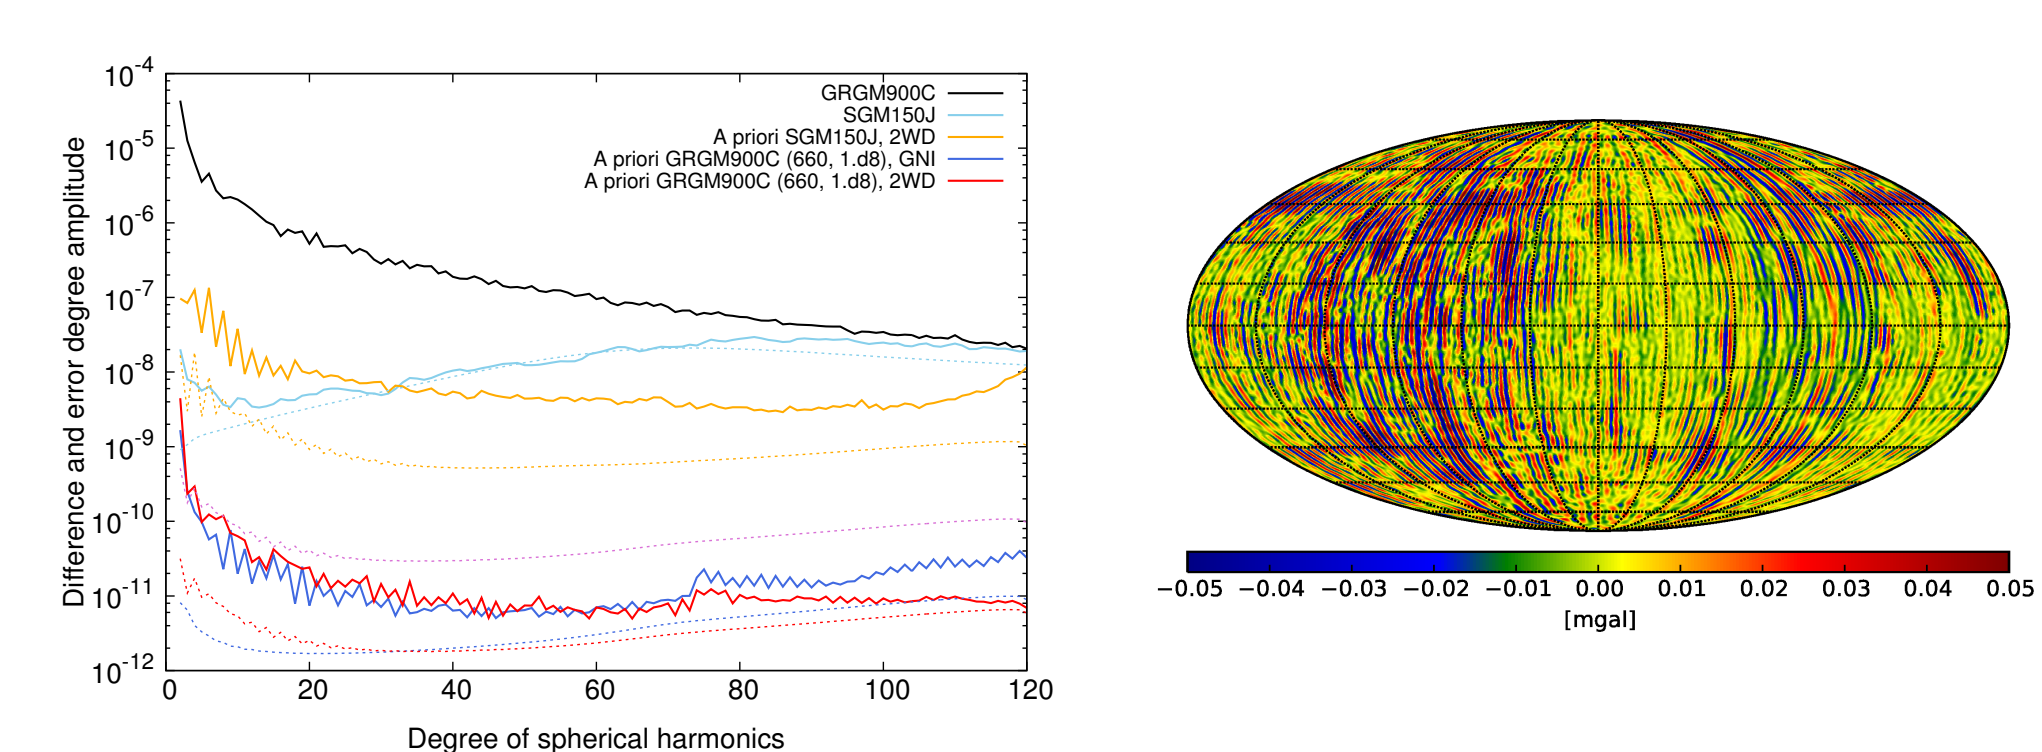 Difference and error degree amplitude
10-4
10-5
10-6
10-7
10-8
10-9
10-10
10-11
10-12
GRGM900C
SGM150J
A priori SGM150J, 2WD
A priori GRGM900C (660, 1.d8), GNI
A priori GRGM900C (660, 1.d8), 2WD
0 20 40 60 80 100 120
Degree of spherical harmonics
−0.05 −0.04 −0.03 −0.02 −0.01 0.00 0.01 0.02 0.03 0.04 0.05
[mgal]